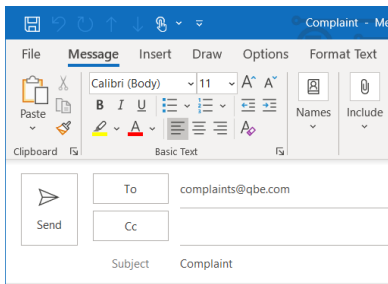 Complaint - Me
File Message Insert Draw Options Format Text
Calibri (Body) 11 A A
Paste B I U A Names Include
Clipboard Basic Text
To complaints@qbe.com
Send Cc
Subject Complaint